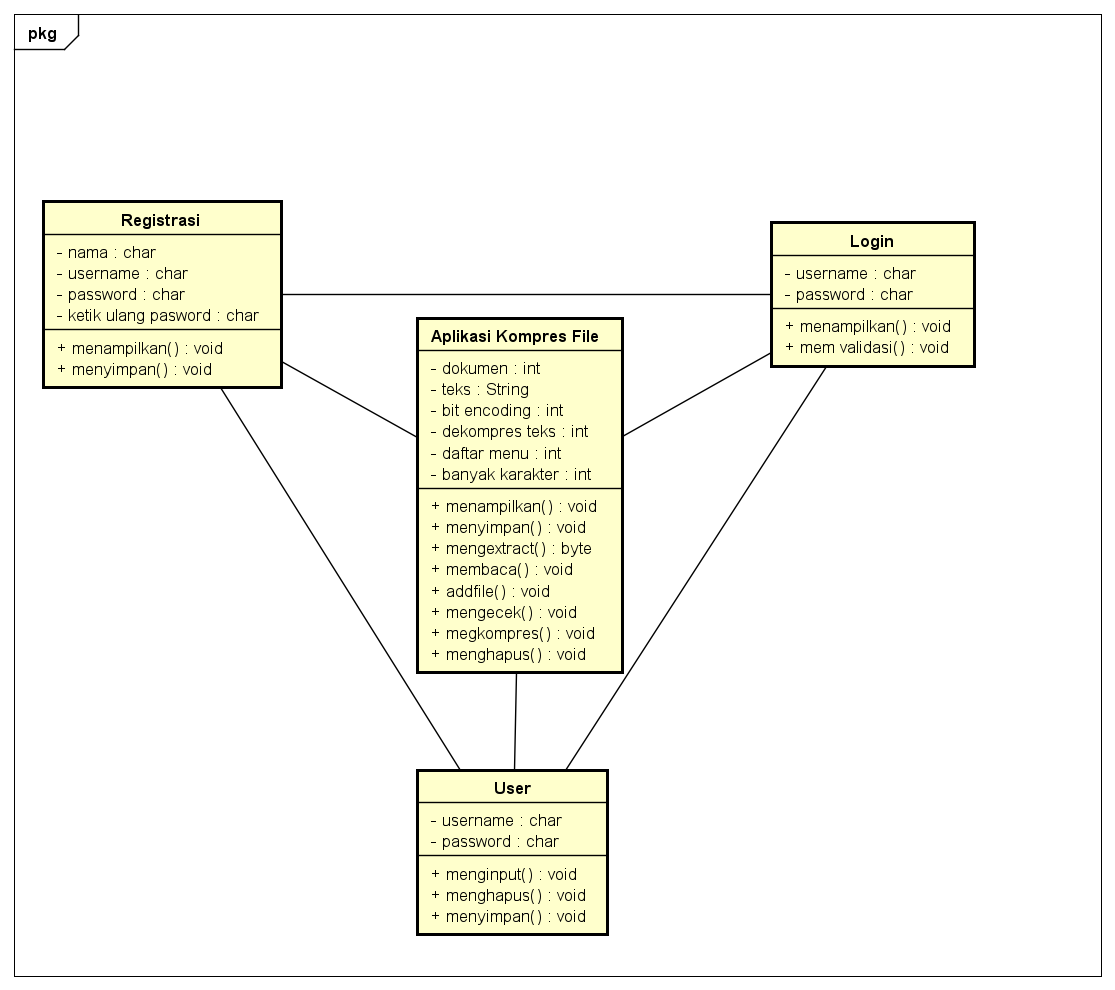 pkg
Registrasi
- nama : char
- username : char
- password : char
- ketik ulang pasword : char
+ menampilkan() : void
+ menyimpan() : void
Login
- username : char
- password : char
+ menampilkan() : void
+ mem validasi() : void
Aplikasi Kompres File
- dokumen : int
- teks : String
- bit encoding : int
- dekompres teks : int
- daftar menu : int
- banyak karakter : int
+ menampilkan() : void
+ menyimpan() : void
+ mengextract() : byte
+ membaca() : void
+ addfile() : void
+ mengecek() : void
+ megkompres() : void
+ menghapus() : void
User
- username : char
- password : char
+ menginput() : void
+ menghapus() : void
+ menyimpan() : void